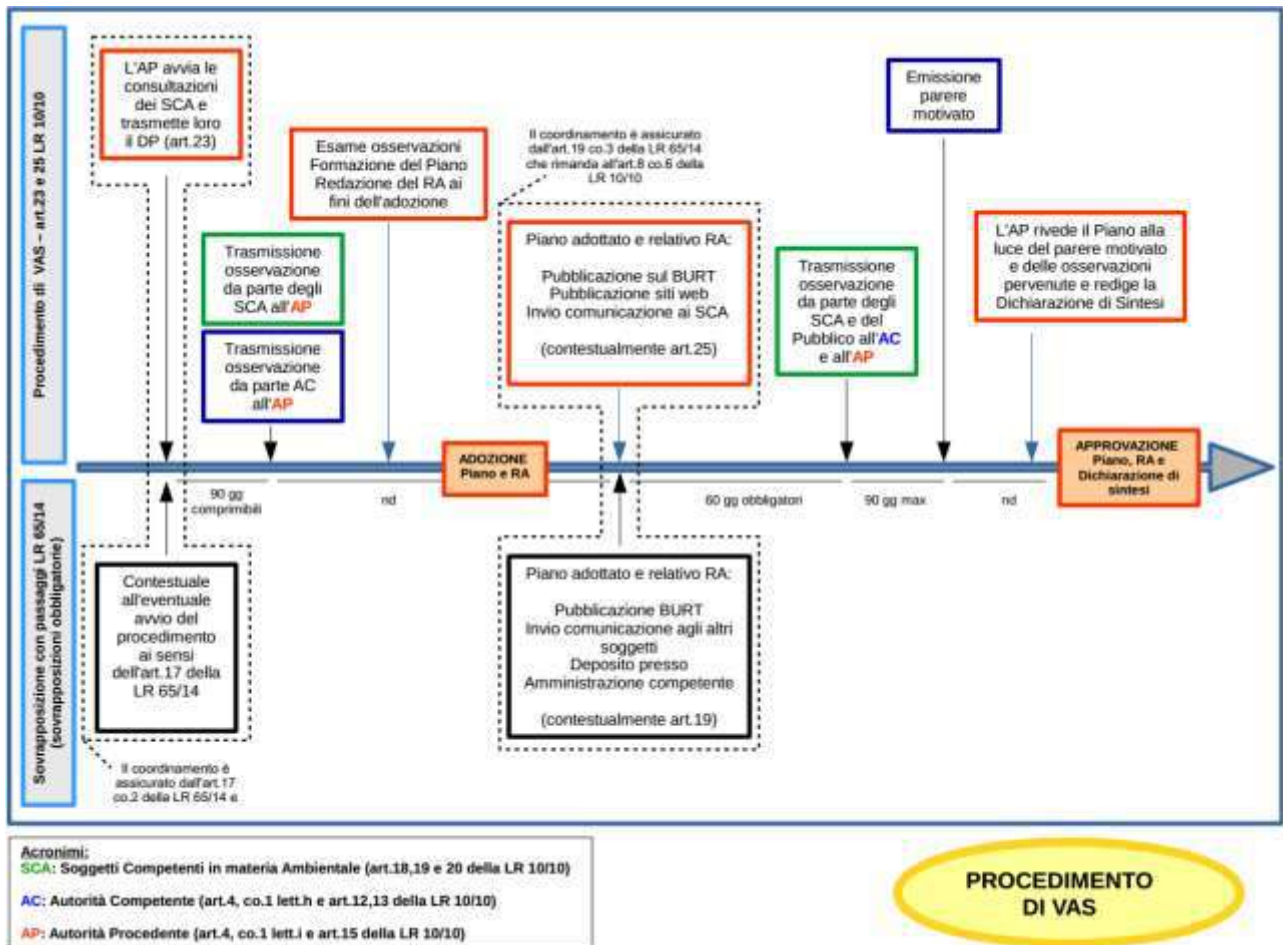 Procedimento di VAS – art.23 e 25 LR 10/10
L'AP avvia le
consultazioni
dei SCA e
trasmette loro
il DP (art.23)
Trasmissione
osservazione
da parte degli
SCA all'AP
Trasmissione
osservazione
da parte AC
all'AP
Esame osservazioni
Formazione del Piano
Redazione del RA ai
fini dell'adozione
Il coordinamento è assicurato
dall'art.19 co.3 della LR 65/14
che rimanda all'art.8 co.6 della
LR 10/10
Piano adottato e relativo RA:
Pubblicazione sul BURT
Pubblicazione siti web
Invio comunicazione ai SCA
(contestualmente art.25)
Trasmissione
osservazione
da parte degli
SCA e del
Pubblico all'AC
e all'AP
Emissione
parere
motivato
L'AP rivede il Piano alla
luce del parere motivato
e delle osservazioni
pervenute e redige la
Dichiarazione di Sintesi
ADOZIONE
Piano e RA
APPROVAZIONE
Piano, RA e
Dichiarazione di
sintesi
90 gg
comprimibili
nd
60 gg obbligatori
90 gg max
nd
Sovrapposizione con passaggi LR 65/14
(sovrapposizioni obbligatorie)
Contestuale
all'eventuale
avvio del
procedimento
ai sensi
dell'art.17 della
LR 65/14
Il coordinamento è
assicurato dall'art.17
co.2 della LR 65/14 e
Piano adottato e relativo RA:
Pubblicazione BURT
Invio comunicazione agli altri
soggetti
Deposito presso
Amministrazione competente
(contestualmente art.19)
Acronimi:
SCA: Soggetti Competenti in materia Ambientale (art.18,19 e 20 della LR 10/10)
AC: Autorità Competente (art.4, co.1 lett.h e art.12,13 della LR 10/10)
AP: Autorità Procedente (art.4, co.1 lett.i e art.15 della LR 10/10)
PROCEDIMENTO
DI VAS